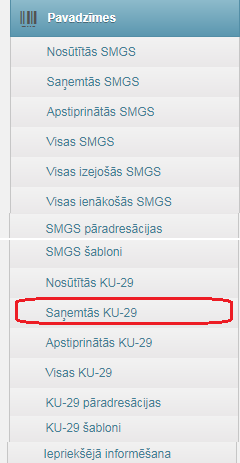 Pavadzīmes
Nosūtītās SMGS
Saņemtās SMGS
Apstiprinātās SMGS
Visas SMGS
Visas izejošās SMGS
Visas ienākošās SMGS
SMGS pāradresācijas
SMGS šabloni
Nosūtītās KU-29
Saņemtās KU-29
Apstiprinātās KU-29
Visas KU-29
KU-29 pāradresācijas
KU-29 šabloni
Iepriekšējā informēšana